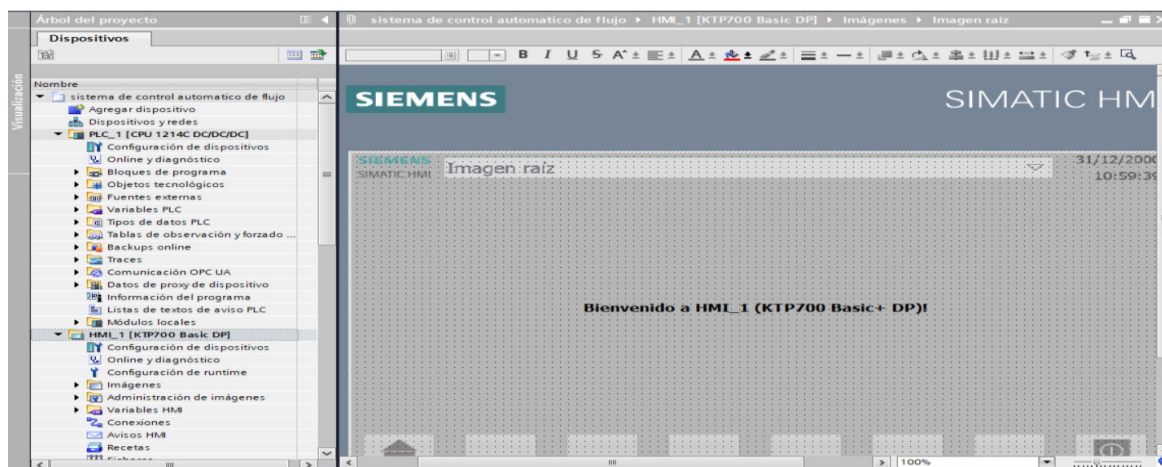 Árbol del proyecto
sistema de control automatico de flujo ▸ HMI_1 [KTP700 Basic DP] ▸ Imágenes ▸ Imagen raíz
Dispositivos
B I U S A
Visualización
Nombre
sistema de control automatico de flujo
Agregar dispositivo
Dispositivos y redes
PLC_1 [CPU 1214C DC/DC/DC]
Configuración de dispositivos
Online y diagnóstico
Bloques de programa
Objetos tecnológicos
Fuentes externas
Variables PLC
Tipos de datos PLC
Tablas de observación y forzado ...
Backups online
Traces
Comunicación OPC UA
Datos de proxy de dispositivo
Información del programa
Listas de textos de aviso PLC
Módulos locales
HMI_1 [KTP700 Basic DP]
Configuración de dispositivos
Online y diagnóstico
Configuración de runtime
Imágenes
Administración de imágenes
Variables HMI
Conexiones
Avisos HMI
Recetas
SIEMENS
SIMATIC HM
SIEMENS
SIMATIC HMI
Imagen raíz
31/12/200
10:59:39
Bienvenido a HMI_1 (KTP700 Basic+ DP)!
100%